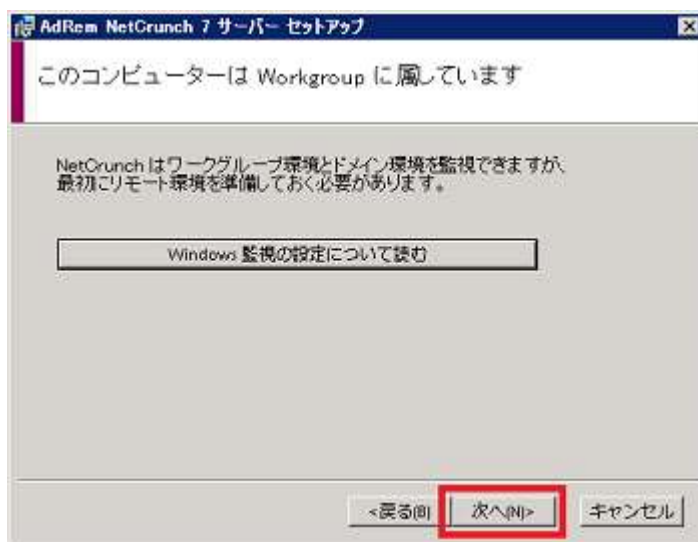 AdRem NetCrunch 7 サーバー セットアップ
このコンピューターは Workgroup に属しています
NetCrunch はワークグループ環境とドメイン環境を監視できますが、
最初にリモート環境を準備しておく必要があります。
Windows 監視の設定について読む
<戻る(B) 次へ(N)> キャンセル